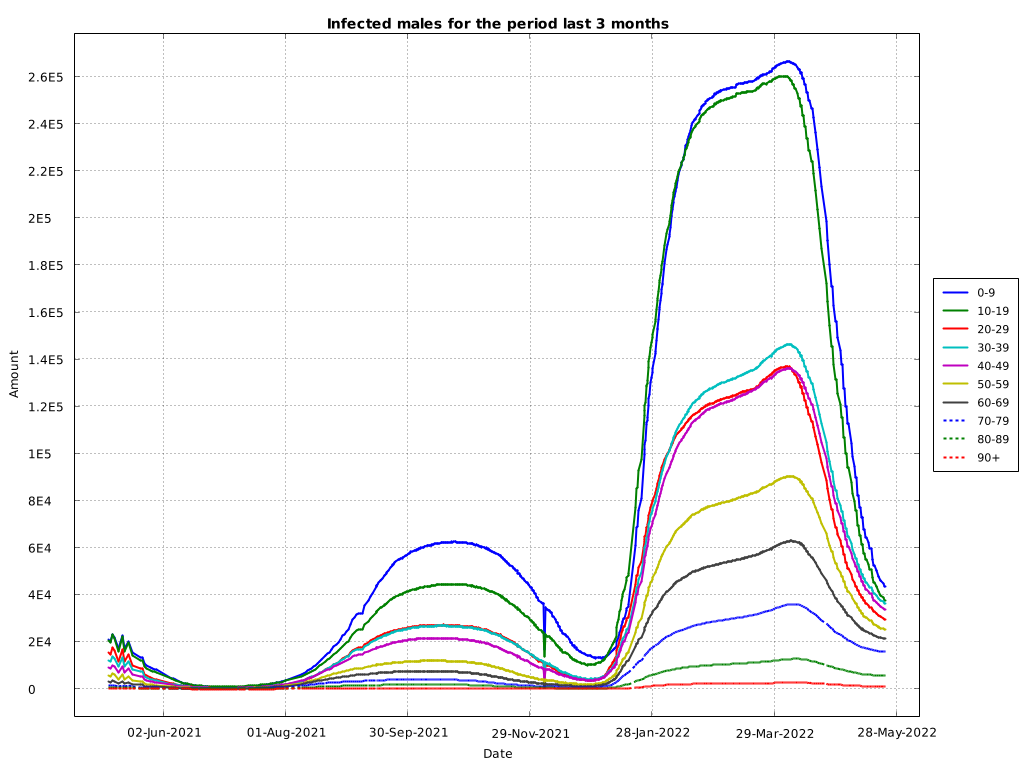 Infected males for the period last 3 months
Amount
2.6E5
2.4E5
2.2E5
2E5
1.8E5
1.6E5
1.4E5
1.2E5
1E5
8E4
6E4
4E4
2E4
0
02-Jun-2021 01-Aug-2021 30-Sep-2021 29-Nov-2021 28-Jan-2022 29-Mar-2022 28-May-2022
Date
0-9
10-19
20-29
30-39
40-49
50-59
60-69
70-79
80-89
90+